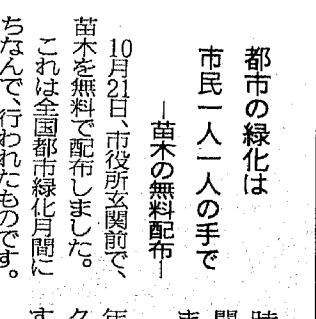 都市の緑化は
市民一人一人の手で
―苗木の無料配布―
10月21日、市役所玄関前で、
苗木を無料で配布しました。
これは全国都市緑化月間に
ちなんで、行われたものです。